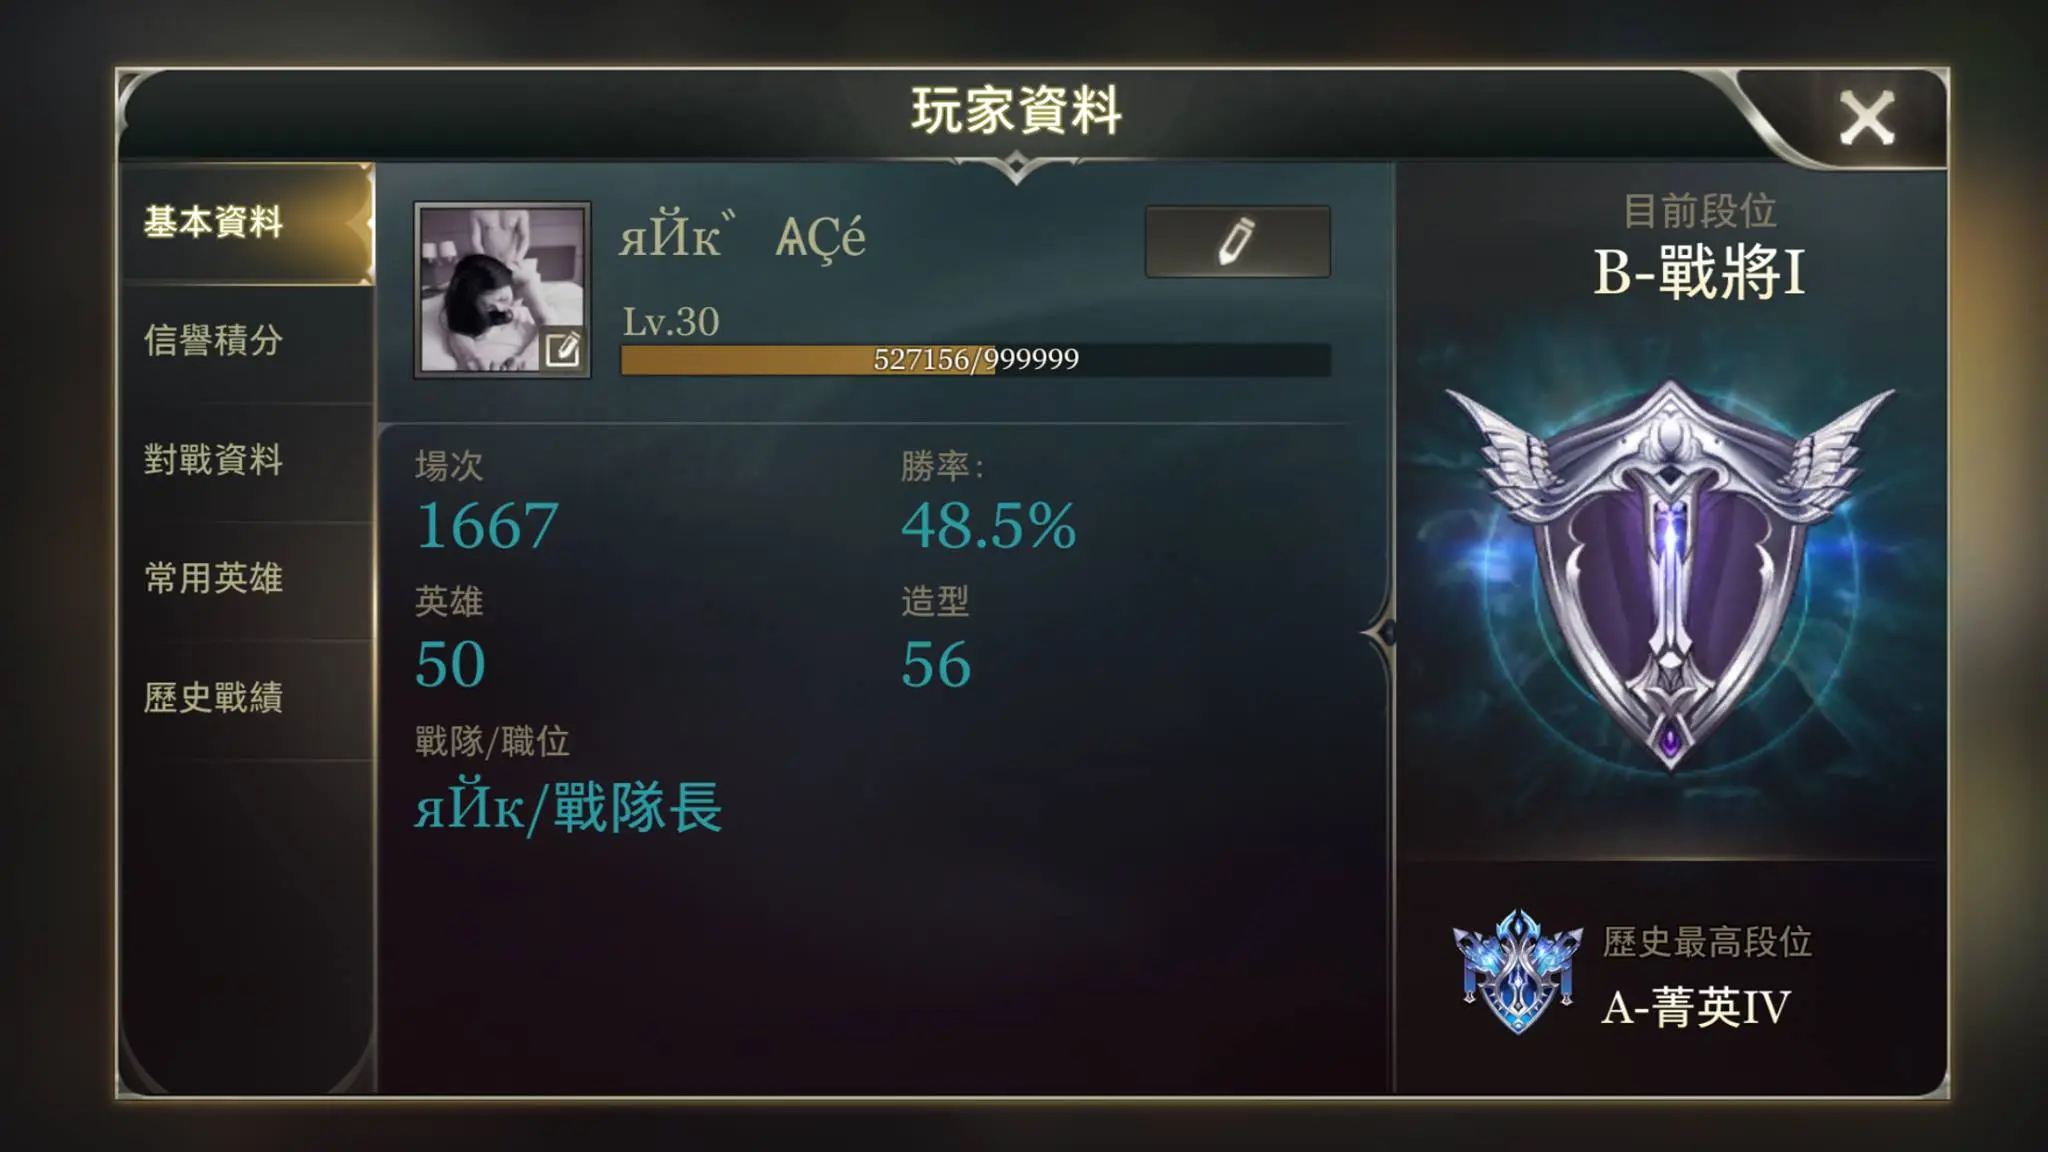 玩家資料
基本資料
信譽積分
對戰資料
常用英雄
歷史戰績
яЙк゛ ѦÇé
Lv.30
527156/999999
場次
1667
勝率:
48.5%
英雄
50
造型
56
戰隊/職位
яЙк/戰隊長
目前段位
B-戰將I
歷史最高段位
A-菁英IV